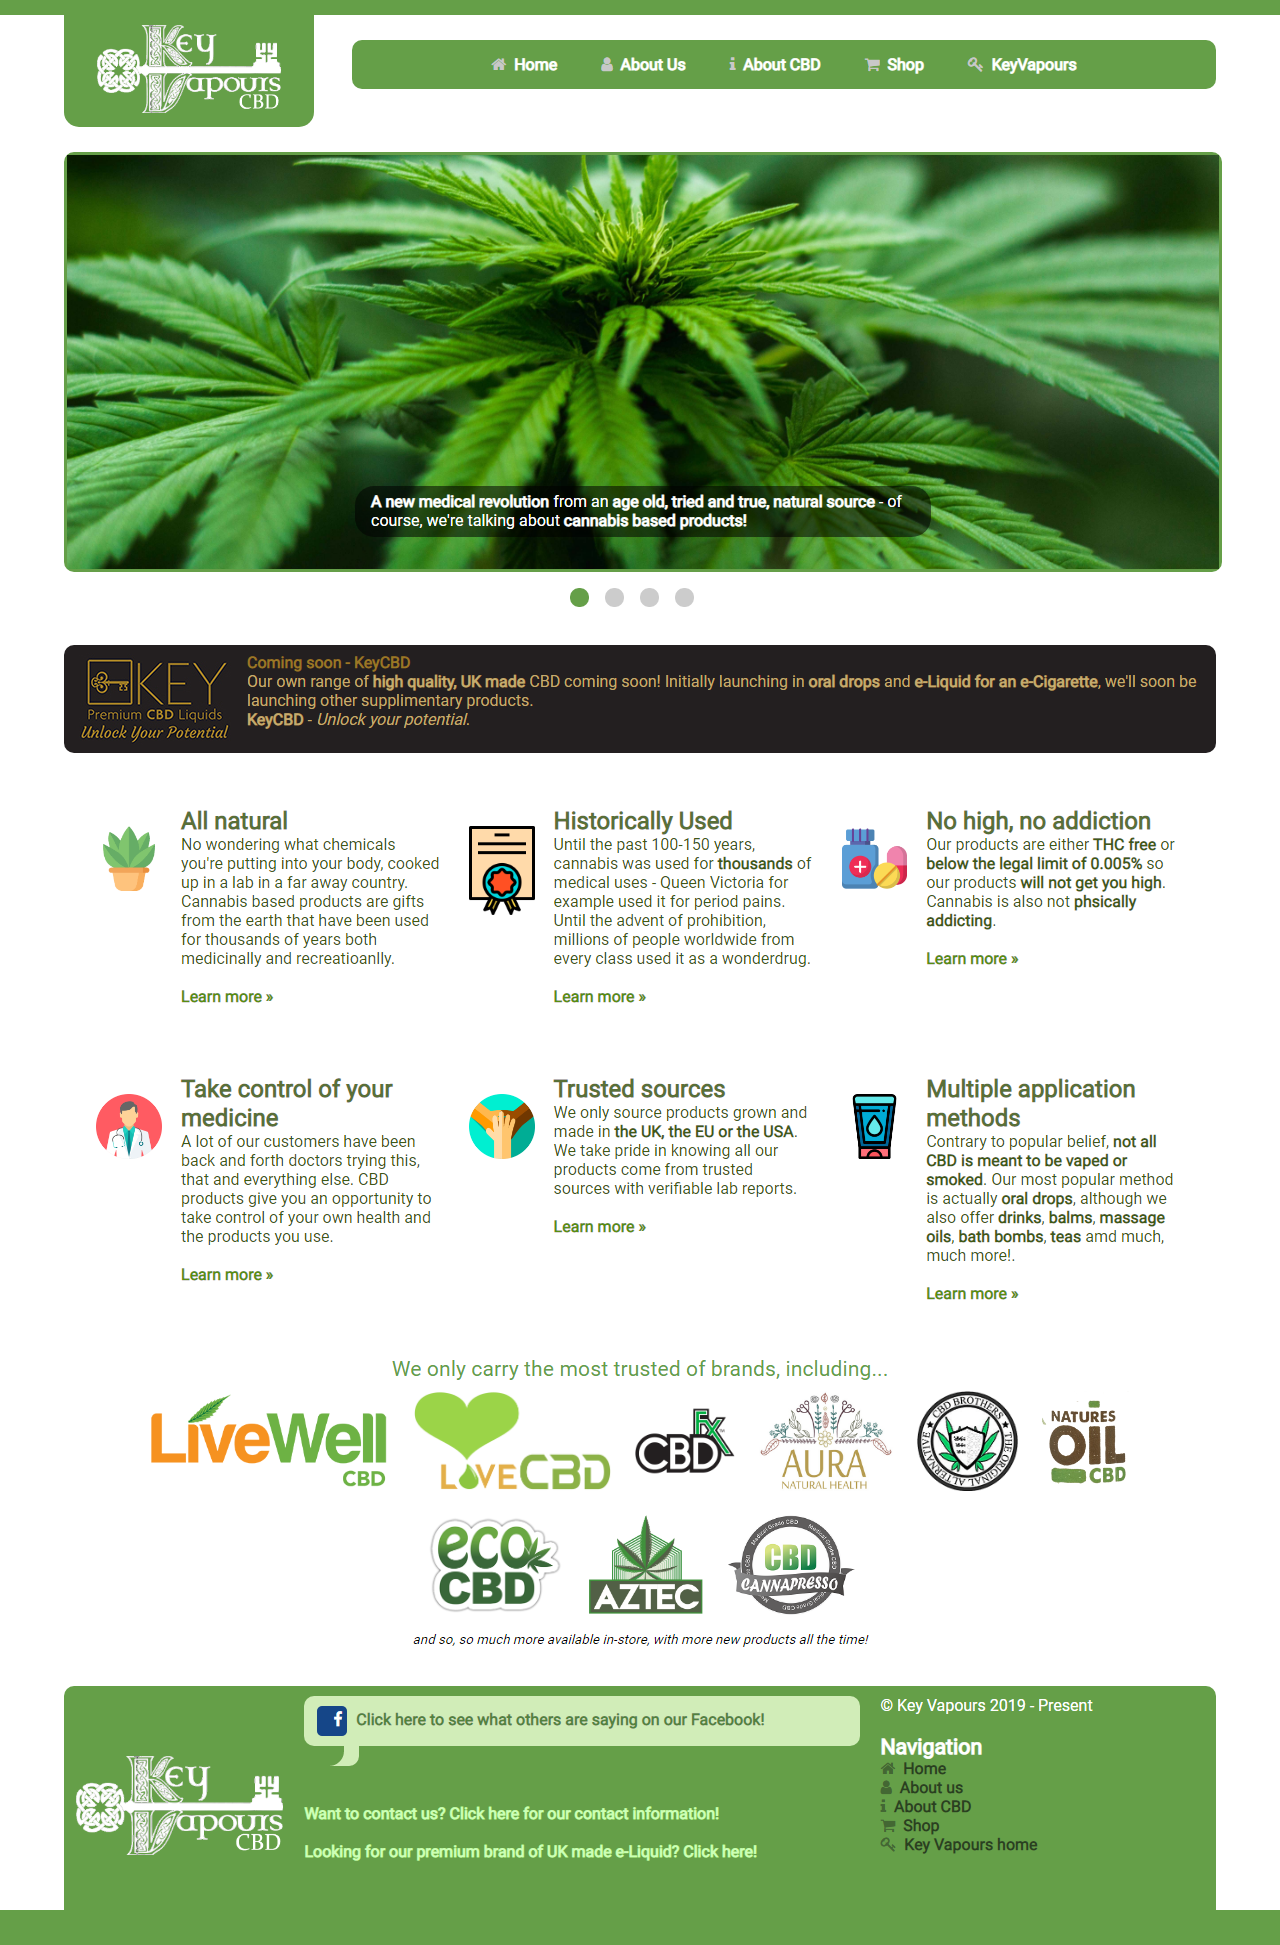 Key Vapours CBD
Home
About Us
About CBD
Shop
KeyVapours
A new medical revolution from an age old, tried and true, natural source - of
course, we're talking about cannabis based products!
KEY
Premium CBD Liquids
Unlock Your Potential
Coming soon - KeyCBD
Our own range of high quality, UK made CBD coming soon! Initially launching in oral drops and e-Liquid for an e-Cigarette, we'll soon be
launching other supplimentary products.
KeyCBD - Unlock your potential.
All natural
No wondering what chemicals
you're putting into your body, cooked
up in a lab in a far away country.
Cannabis based products are gifts
from the earth that have been used
for thousands of years both
medicinally and recreatioanlly.
Learn more »
Historically Used
Until the past 100-150 years,
cannabis was used for thousands of
medical uses - Queen Victoria for
example used it for period pains.
Until the advent of prohibition,
millions of people worldwide from
every class used it as a wonderdrug.
Learn more »
No high, no addiction
Our products are either THC free or
below the legal limit of 0.005% so
our products will not get you high.
Cannabis is also not phsically
addicting.
Learn more »
Take control of your
medicine
A lot of our customers have been
back and forth doctors trying this,
that and everything else. CBD
products give you an opportunity to
take control of your own health and
the products you use.
Learn more »
Trusted sources
We only source products grown and
made in the UK, the EU or the USA.
We take pride in knowing all our
products come from trusted
sources with verifiable lab reports.
Learn more »
Multiple application
methods
Contrary to popular belief, not all
CBD is meant to be vaped or
smoked. Our most popular method
is actually oral drops, although we
also offer drinks, balms, massage
oils, bath bombs, teas amd much,
much more!.
Learn more »
We only carry the most trusted of brands, including...
LiveWell CBD
LOVECBD
CBD FX
AURA NATURAL HEALTH
CBD BROTHERS THE ORIGINAL ALTERNATIVE
NATURES OIL CBD
eco CBD
AZTEC
Medical Grade CBD Medical Grade CBD CBD CANNAPRESSO Medical Grade CBD
and so, so much more available in-store, with more new products all the time!
Key Vapours CBD
Click here to see what others are saying on our Facebook!
Want to contact us? Click here for our contact information!
Looking for our premium brand of UK made e-Liquid? Click here!
© Key Vapours 2019 - Present
Navigation
Home
About us
About CBD
Shop
Key Vapours home